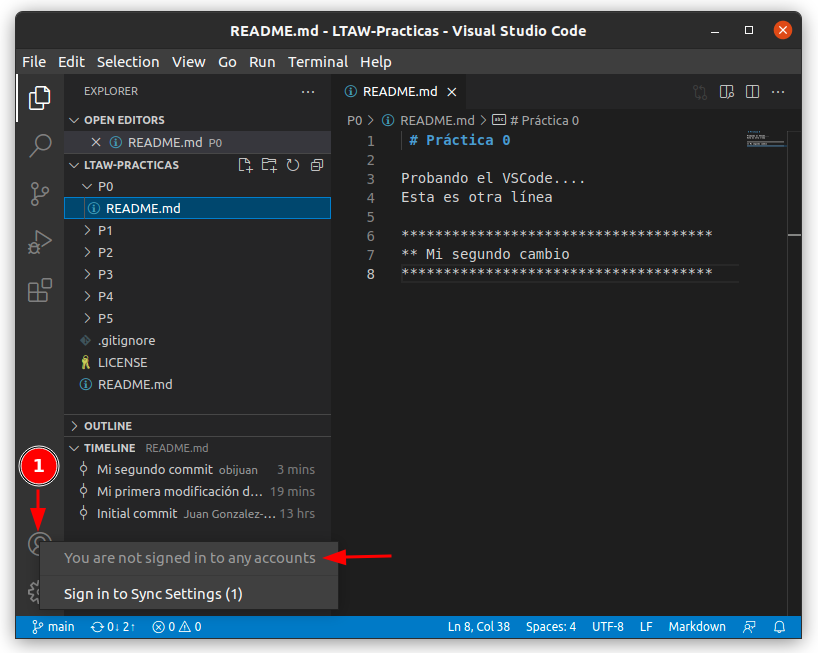 README.md - LTAW-Practicas - Visual Studio Code
File Edit Selection View Go Run Terminal Help
EXPLORER
OPEN EDITORS
README.md P0
LTAW-PRACTICAS
P0
README.md
P1
P2
P3
P4
P5
.gitignore
LICENSE
README.md
OUTLINE
TIMELINE README.md
Mi segundo commit obijuan 3 mins
Mi primera modificación d... 19 mins
Initial commit Juan Gonzalez-... 13 hrs
README.md
P0 > README.md > abc # Práctica 0
1 # Práctica 0
2
3 Probando el VSCode....
4 Esta es otra línea
5
6 *************************************
7 ** Mi segundo cambio
8 *************************************
1
You are not signed in to any accounts
Sign in to Sync Settings (1)
main 0↓ 2↑ 0 0 Ln 8, Col 38 Spaces: 4 UTF-8 LF Markdown